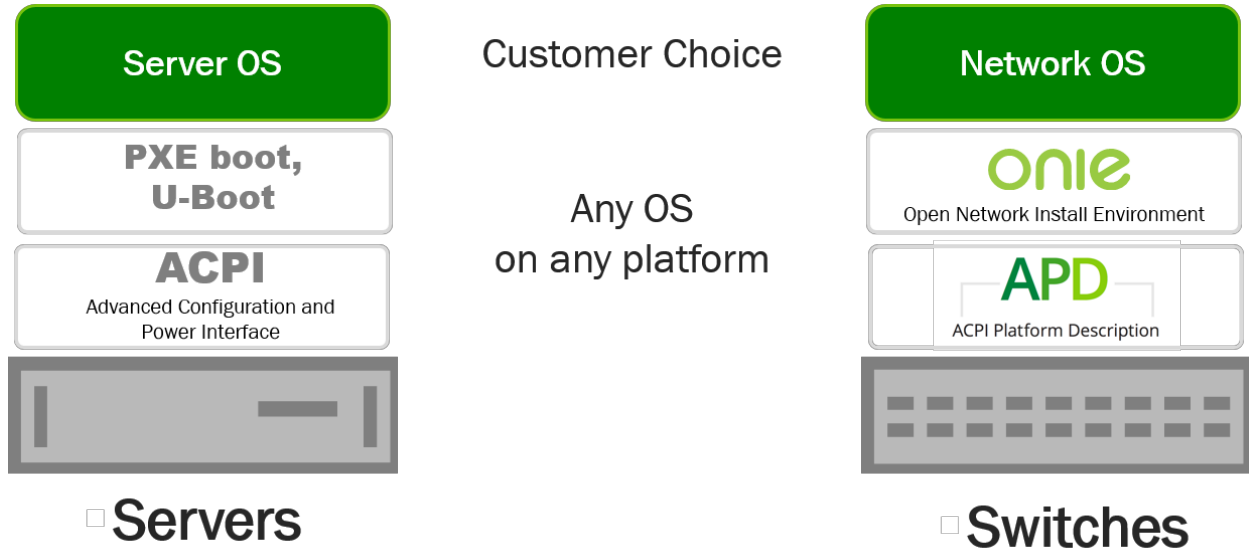 Server OS
PXE boot,
U-Boot
ACPI
Advanced Configuration and
Power Interface
Servers
Customer Choice
Any OS
on any platform
Network OS
onie
Open Network Install Environment
APD
ACPI Platform Description
Switches